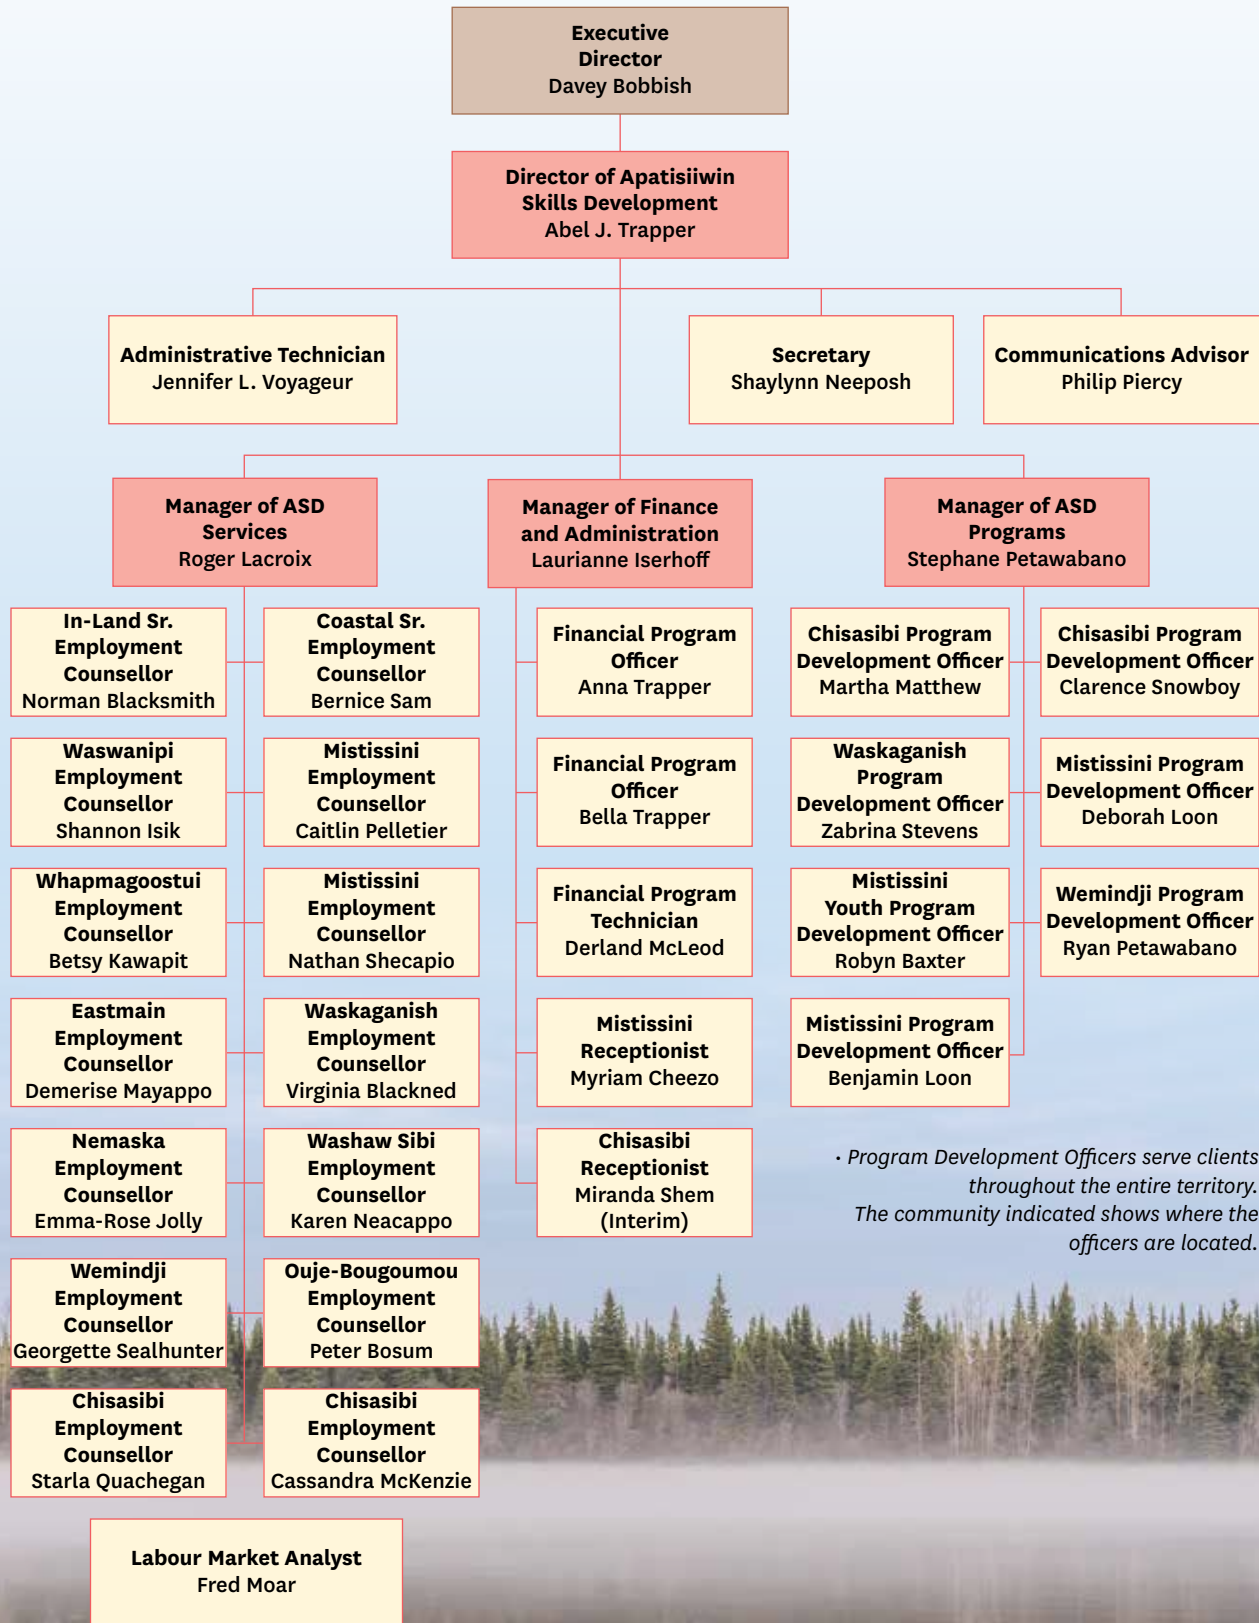 Executive
Director
Davey Bobbish
Director of Apatisiiwin
Skills Development
Abel J. Trapper
Administrative Technician
Jennifer L. Voyageur
Secretary
Shaylynn Neeposh
Communications Advisor
Philip Piercy
Manager of ASD
Services
Roger Lacroix
Manager of Finance
and Administration
Laurianne Iserhoff
Manager of ASD
Programs
Stephane Petawabano
In-Land Sr.
Employment
Counsellor
Norman Blacksmith
Coastal Sr.
Employment
Counsellor
Bernice Sam
Waswanipi
Employment
Counsellor
Shannon Isik
Mistissini
Employment
Counsellor
Caitlin Pelletier
Whapmagoostui
Employment
Counsellor
Betsy Kawapit
Mistissini
Employment
Counsellor
Nathan Shecapio
Eastmain
Employment
Counsellor
Demerise Mayappo
Waskaganish
Employment
Counsellor
Virginia Blackned
Nemaska
Employment
Counsellor
Emma-Rose Jolly
Washaw Sibi
Employment
Counsellor
Karen Neacappo
Wemindji
Employment
Counsellor
Georgette Sealhunter
Ouje-Bougoumou
Employment
Counsellor
Peter Bosum
Chisasibi
Employment
Counsellor
Starla Quachegan
Chisasibi
Employment
Counsellor
Cassandra McKenzie
Labour Market Analyst
Fred Moar
Financial Program
Officer
Anna Trapper
Financial Program
Officer
Bella Trapper
Financial Program
Technician
Derland McLeod
Mistissini
Receptionist
Myriam Cheezo
Chisasibi
Receptionist
Miranda Shem
(Interim)
Chisasibi Program
Development Officer
Martha Matthew
Chisasibi Program
Development Officer
Clarence Snowboy
Waskaganish
Program
Development Officer
Zabrina Stevens
Mistissini Program
Development Officer
Deborah Loon
Mistissini
Youth Program
Development Officer
Robyn Baxter
Wemindji Program
Development Officer
Ryan Petawabano
Mistissini Program
Development Officer
Benjamin Loon
• Program Development Officers serve clients
throughout the entire territory.
The community indicated shows where the
officers are located.